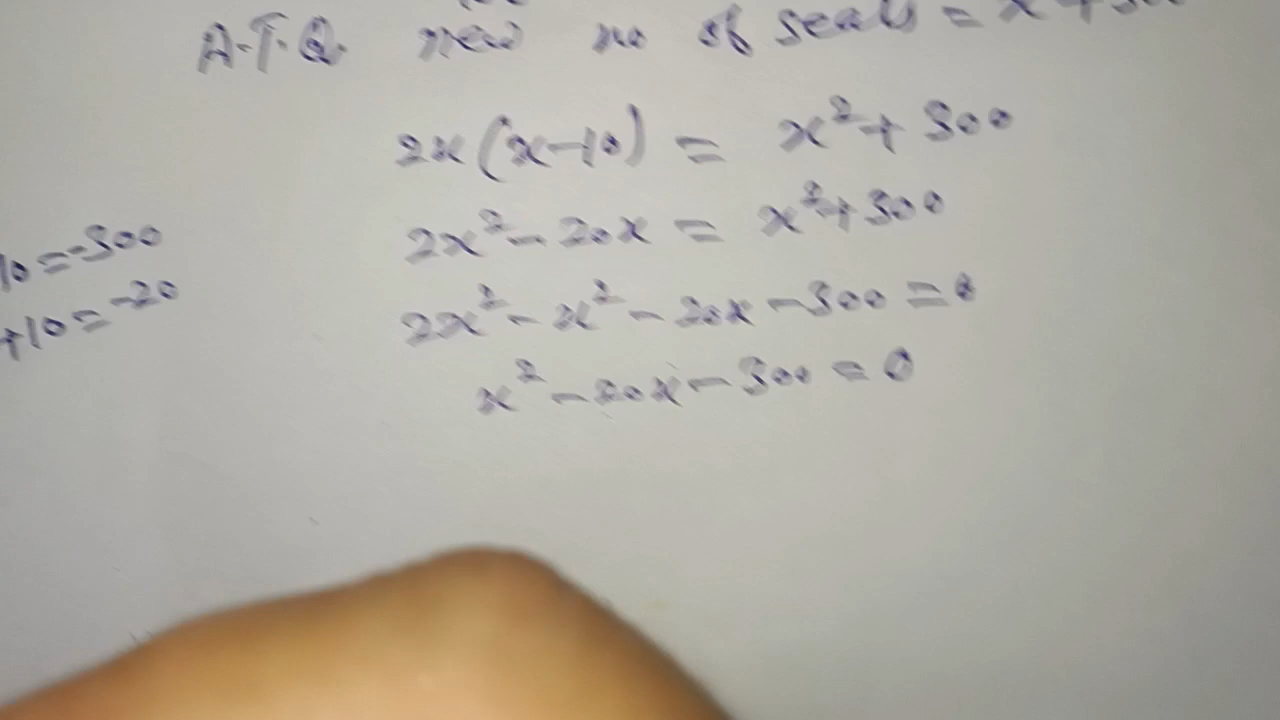 A.T.Q. new no of seats = x
2x (x-10) = x² + 300
2x² - 20x = x² + 300
10 = -300
2x² - x² - 20x - 300 = 0
+10 = -20
x² - 20x - 300 = 0